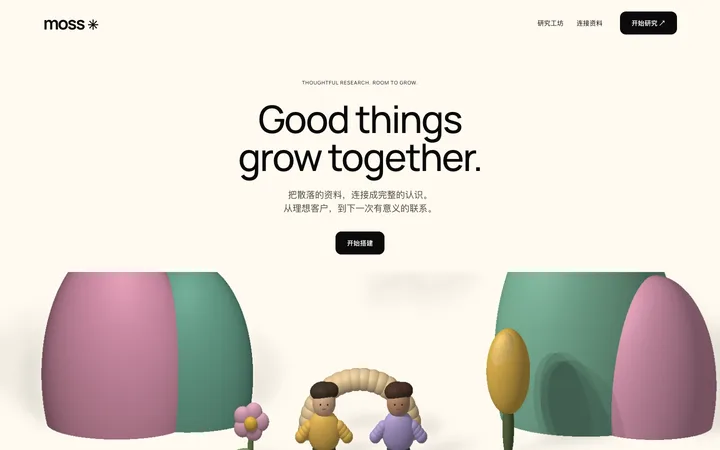 moss
研究工坊
连接资料
开始研究 ↗
THOUGHTFUL RESEARCH. ROOM TO GROW.
Good things
grow together.
把散落的资料，连接成完整的认识。
从理想客户，到下一次有意义的联系。
开始搭建